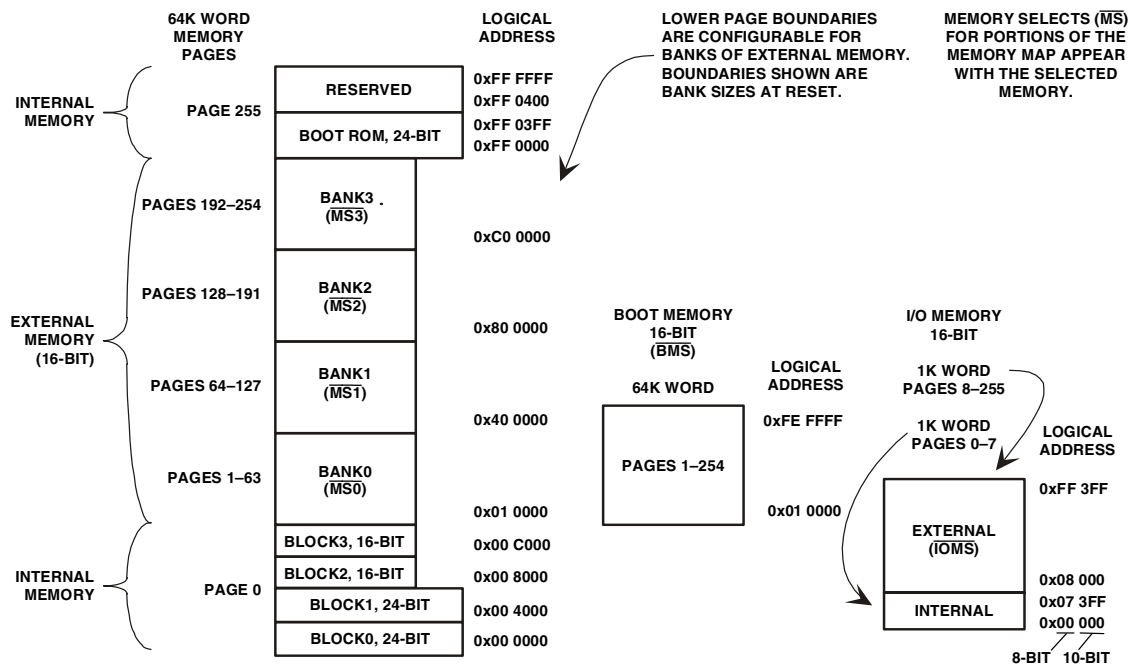 64K WORD
MEMORY
PAGES
LOGICAL
ADDRESS
LOWER PAGE BOUNDARIES
ARE CONFIGURABLE FOR
BANKS OF EXTERNAL MEMORY.
BOUNDARIES SHOWN ARE
BANK SIZES AT RESET.
MEMORY SELECTS (MS)
FOR PORTIONS OF THE
MEMORY MAP APPEAR
WITH THE SELECTED
MEMORY.
INTERNAL
MEMORY
PAGE 255
RESERVED
0xFF FFFF
0xFF 0400
BOOT ROM, 24-BIT
0xFF 03FF
0xFF 0000
EXTERNAL
MEMORY
(16-BIT)
PAGES 192–254
BANK3
(MS3)
0xC0 0000
PAGES 128–191
BANK2
(MS2)
0x80 0000
PAGES 64–127
BANK1
(MS1)
0x40 0000
PAGES 1–63
BANK0
(MS0)
0x01 0000
INTERNAL
MEMORY
PAGE 0
BLOCK3, 16-BIT
0x00 C000
BLOCK2, 16-BIT
0x00 8000
BLOCK1, 24-BIT
0x00 4000
BLOCK0, 24-BIT
0x00 0000
BOOT MEMORY
16-BIT
(BMS)
64K WORD
LOGICAL
ADDRESS
0xFE FFFF
PAGES 1–254
0x01 0000
I/O MEMORY
16-BIT
1K WORD
PAGES 8–255
1K WORD
PAGES 0–7
LOGICAL
ADDRESS
0xFF 3FF
EXTERNAL
(IOMS)
0x08 000
0x07 3FF
INTERNAL
0x00 000
8-BIT 10-BIT